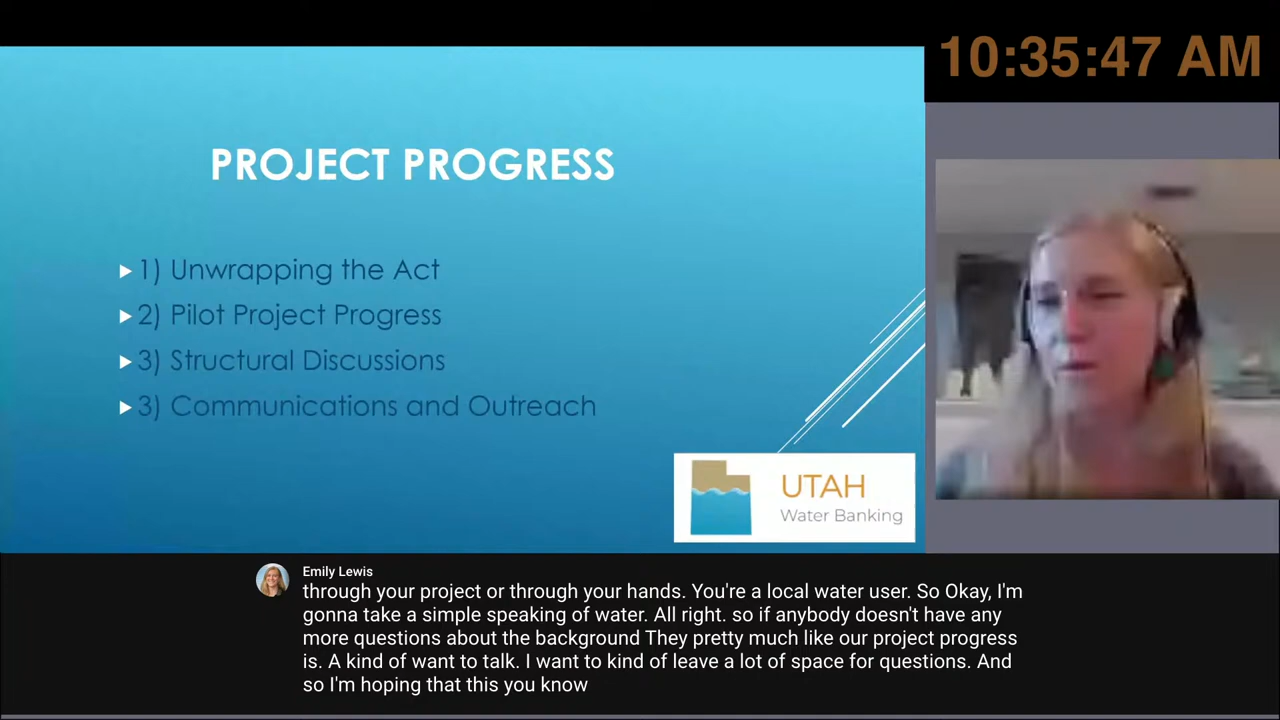 10:35:47 AM
PROJECT PROGRESS
1) Unwrapping the Act
2) Pilot Project Progress
3) Structural Discussions
3) Communications and Outreach
UTAH
Water Banking
Emily Lewis
through your project or through your hands. You're a local water user. So Okay, I'm
gonna take a simple speaking of water. All right. so if anybody doesn't have any
more questions about the background They pretty much like our project progress
is. A kind of want to talk. I want to kind of leave a lot of space for questions. And
so I'm hoping that this you know